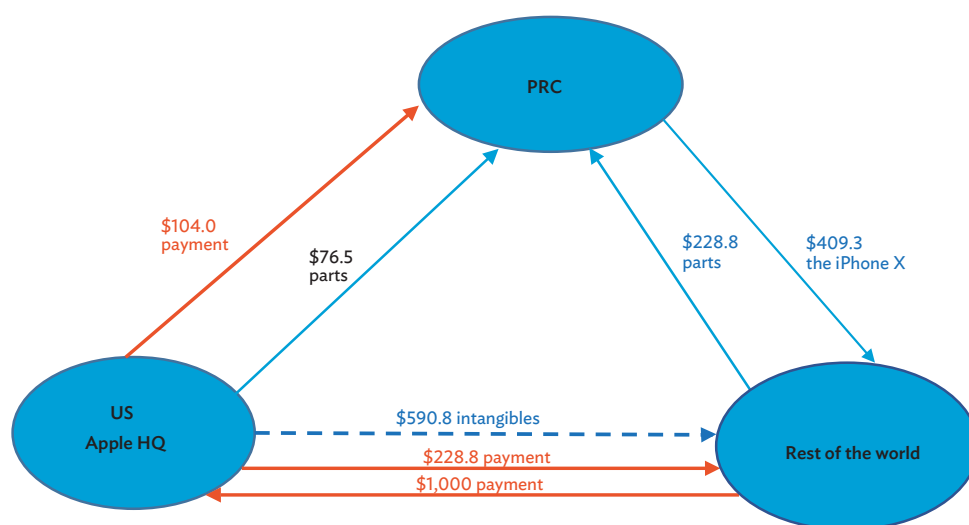 PRC
$104.0
payment
$76.5
parts
$228.8
parts
$409.3
the iPhone X
US
Apple HQ
$590.8 intangibles
$228.8 payment
$1,000 payment
Rest of the world